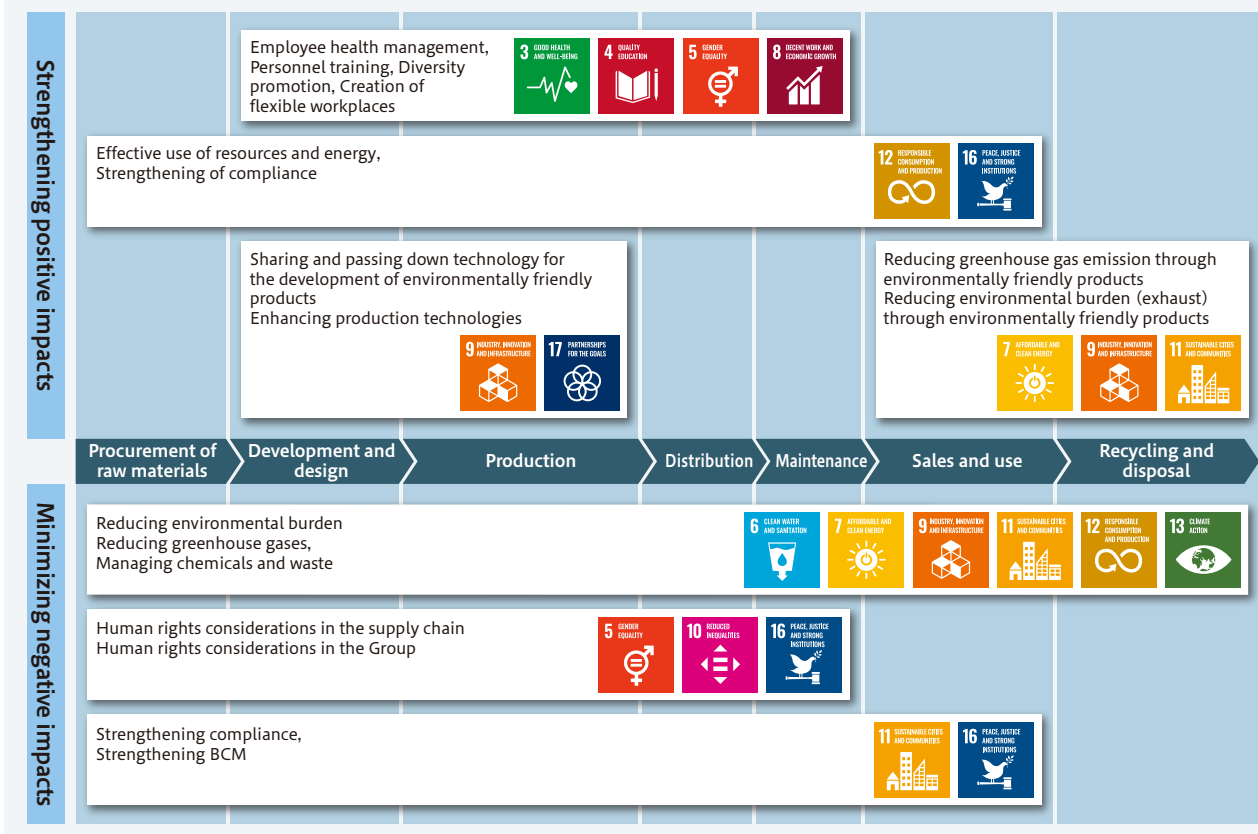 Strengthening positive impacts
Employee health management,
Personnel training, Diversity
promotion, Creation of
flexible workplaces
3 GOOD HEALTH
AND WELL-BEING
4 QUALITY
EDUCATION
5 GENDER
EQUALITY
8 DECENT WORK AND
ECONOMIC GROWTH
Effective use of resources and energy,
Strengthening of compliance
12 RESPONSIBLE
CONSUMPTION
AND PRODUCTION
16 PEACE, JUSTICE
AND STRONG
INSTITUTIONS
Sharing and passing down technology for
the development of environmentally friendly
products
Enhancing production technologies
9 INDUSTRY, INNOVATION
AND INFRASTRUCTURE
17 PARTNERSHIPS
FOR THE GOALS
Reducing greenhouse gas emission through
environmentally friendly products
Reducing environmental burden (exhaust)
through environmentally friendly products
7 AFFORDABLE AND
CLEAN ENERGY
9 INDUSTRY, INNOVATION
AND INFRASTRUCTURE
11 SUSTAINABLE CITIES
AND COMMUNITIES
Procurement of
raw materials
Development and
design
Production
Distribution
Maintenance
Sales and use
Recycling and
disposal
Minimizing negative impacts
Reducing environmental burden
Reducing greenhouse gases,
Managing chemicals and waste
6 CLEAN WATER
AND SANITATION
7 AFFORDABLE AND
CLEAN ENERGY
9 INDUSTRY, INNOVATION
AND INFRASTRUCTURE
11 SUSTAINABLE CITIES
AND COMMUNITIES
12 RESPONSIBLE
CONSUMPTION
AND PRODUCTION
13 CLIMATE
ACTION
Human rights considerations in the supply chain
Human rights considerations in the Group
5 GENDER
EQUALITY
10 REDUCED
INEQUALITIES
16 PEACE, JUSTICE
AND STRONG
INSTITUTIONS
Strengthening compliance,
Strengthening BCM
11 SUSTAINABLE CITIES
AND COMMUNITIES
16 PEACE, JUSTICE
AND STRONG
INSTITUTIONS